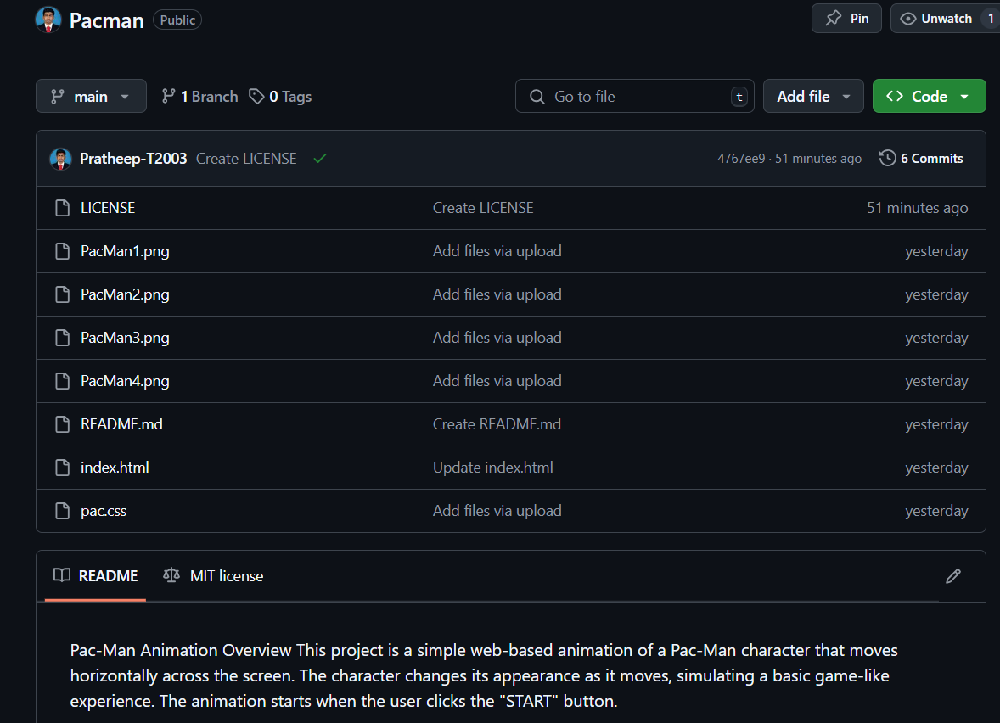 Pacman Public Pin Unwatch 1
main 1 Branch 0 Tags Go to file t Add file Code
Pratheep-T2003 Create LICENSE 4767ee9 · 51 minutes ago 6 Commits
LICENSE Create LICENSE 51 minutes ago
PacMan1.png Add files via upload yesterday
PacMan2.png Add files via upload yesterday
PacMan3.png Add files via upload yesterday
PacMan4.png Add files via upload yesterday
README.md Create README.md yesterday
index.html Update index.html yesterday
pac.css Add files via upload yesterday
README MIT license
Pac-Man Animation Overview This project is a simple web-based animation of a Pac-Man character that moves
horizontally across the screen. The character changes its appearance as it moves, simulating a basic game-like
experience. The animation starts when the user clicks the "START" button.